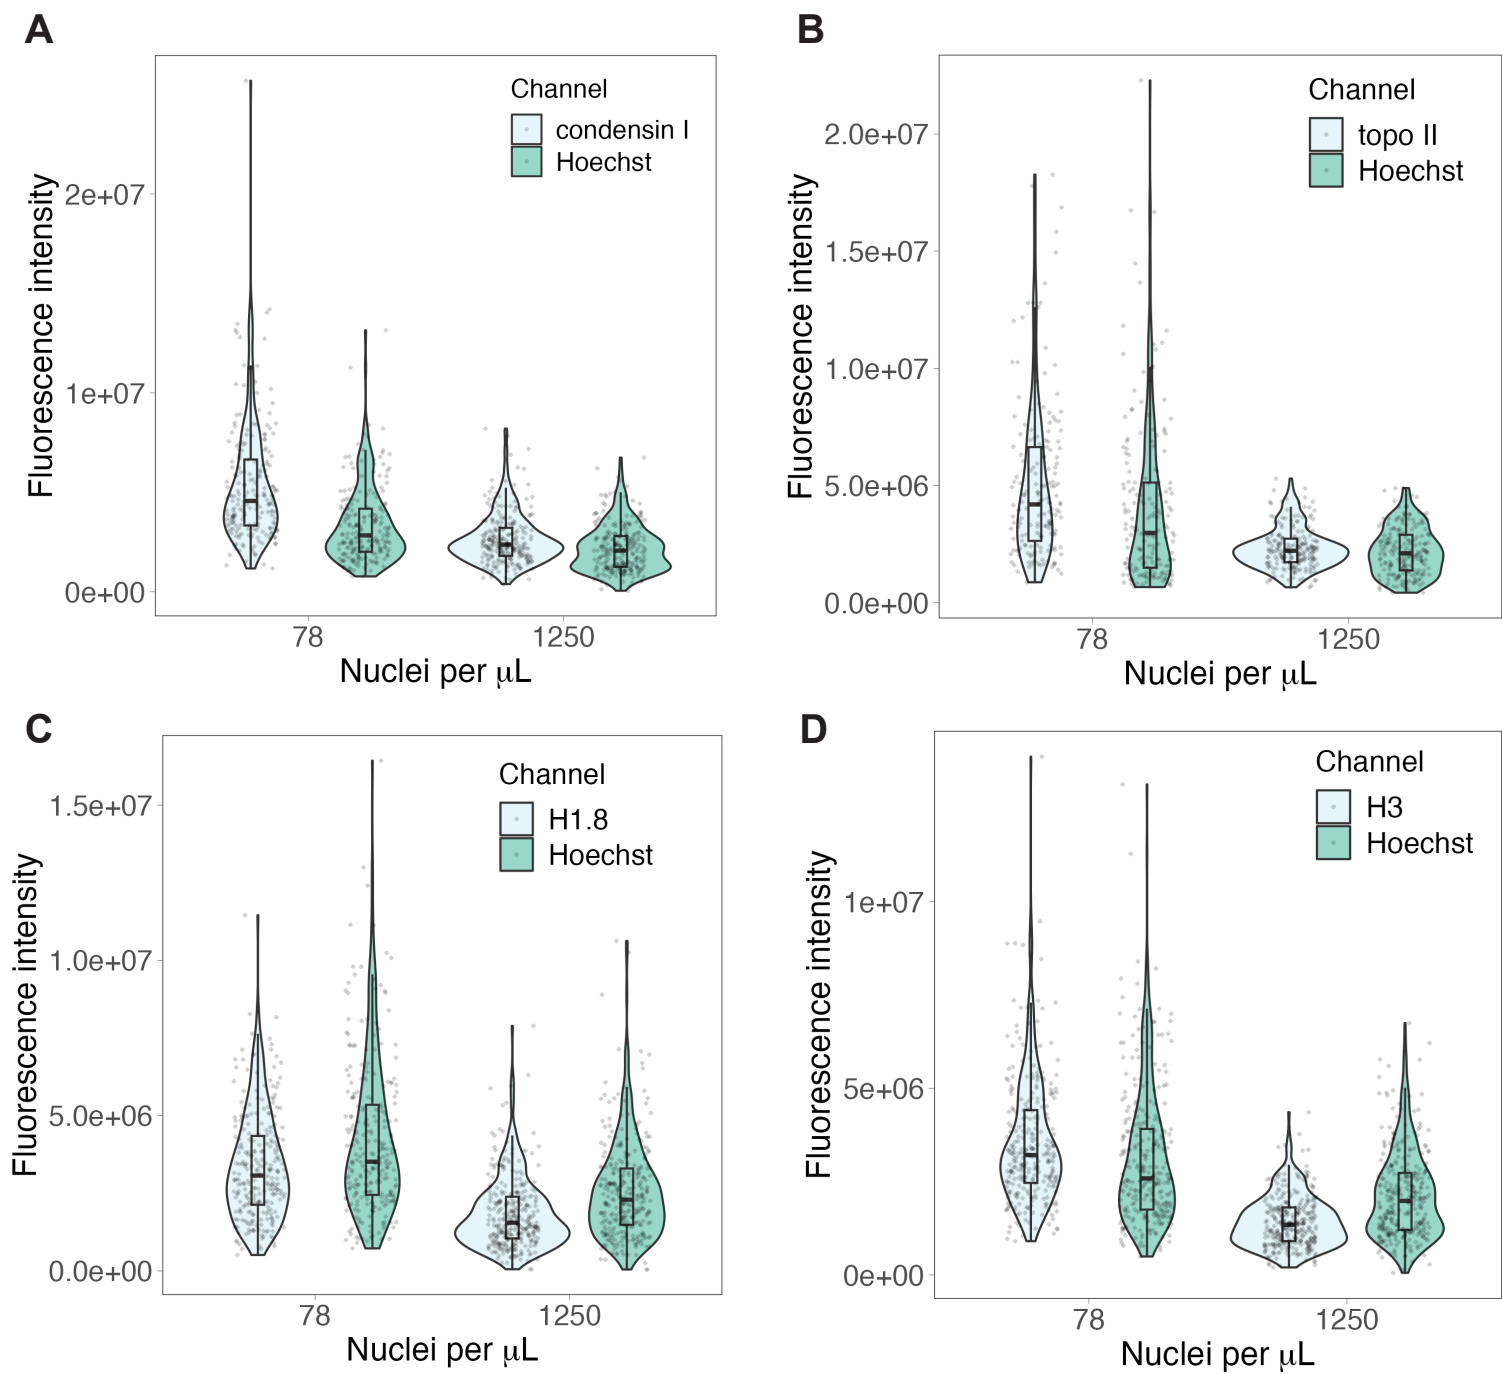 A
Fluorescence intensity
2e+07
1e+07
0e+00
Channel
condensin I
Hoechst
78
1250
Nuclei per μL
B
Fluorescence intensity
2.0e+07
1.5e+07
1.0e+07
5.0e+06
0.0e+00
Channel
topo II
Hoechst
78
1250
Nuclei per μL
C
Fluorescence intensity
1.5e+07
1.0e+07
5.0e+06
0.0e+00
Channel
H1.8
Hoechst
78
1250
Nuclei per μL
D
Fluorescence intensity
1e+07
5e+06
0e+00
Channel
H3
Hoechst
78
1250
Nuclei per μL